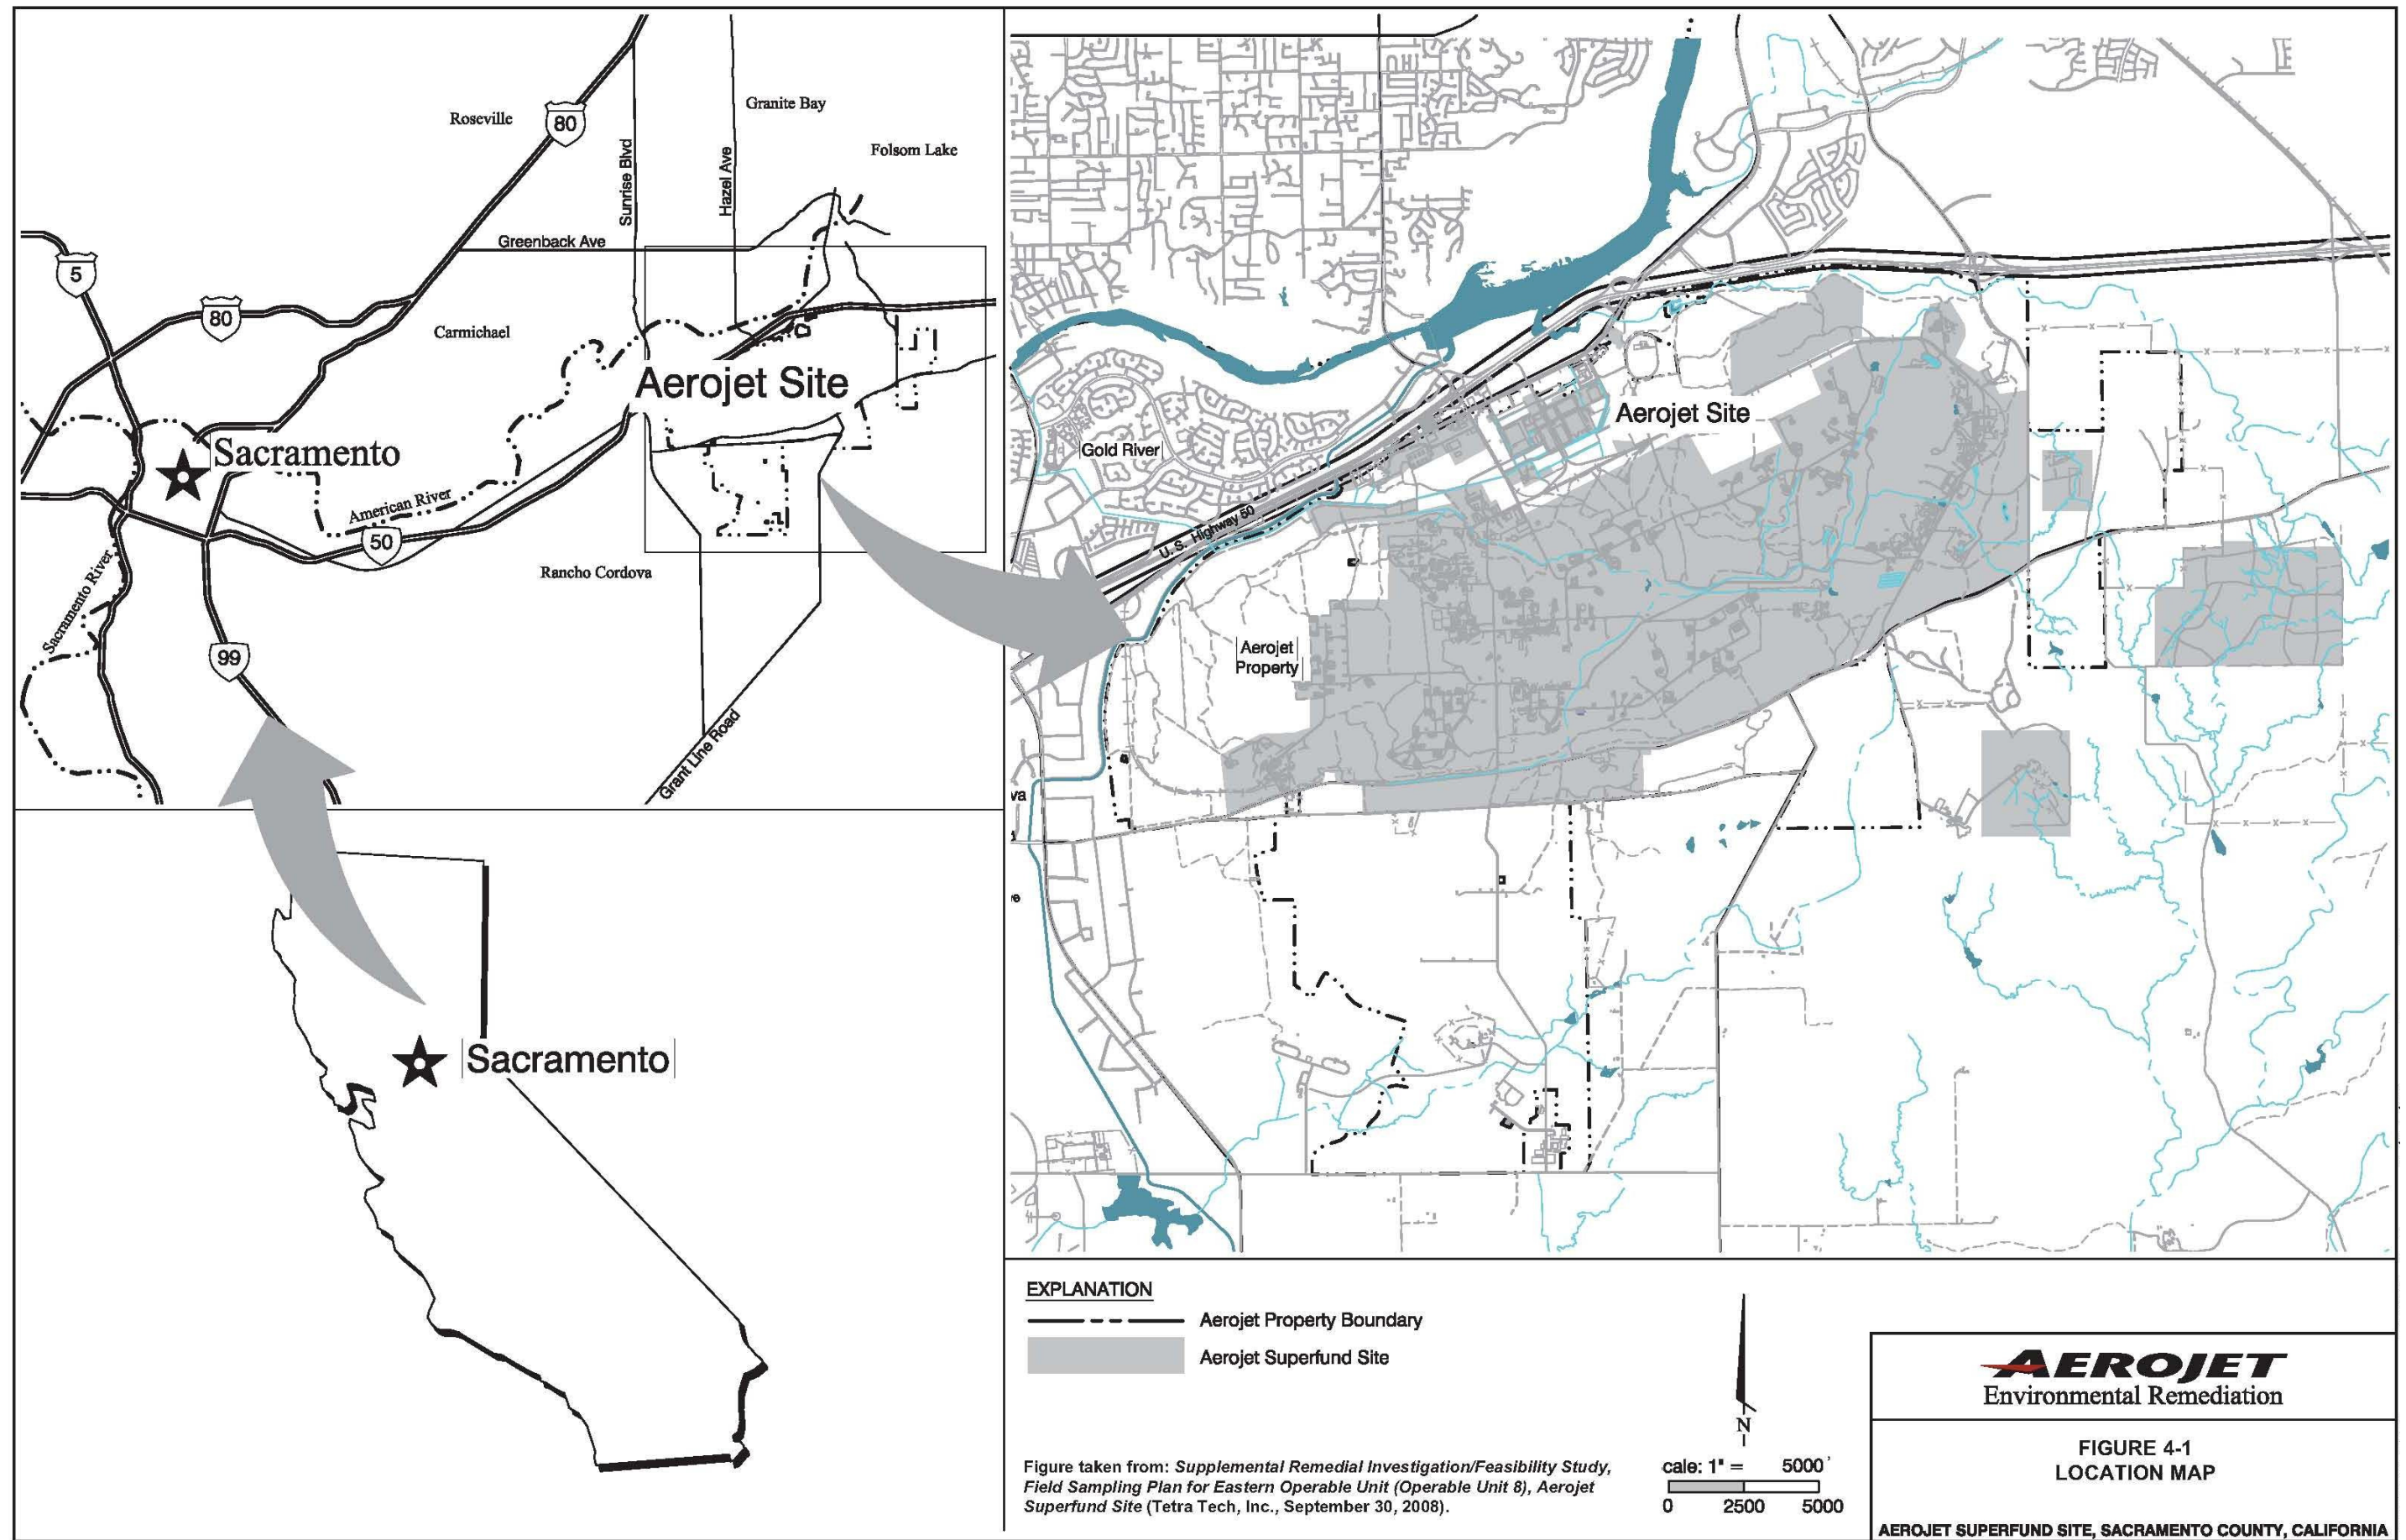 Roseville
80
Granite Bay
Folsom Lake
Sunrise Blvd
Hazel Ave
Greenback Ave
5
80
Carmichael
Aerojet Site
Sacramento
American River
50
Sacramento River
Rancho Cordova
99
Grant Line Road
Sacramento
Gold River
Aerojet Site
U.S. Highway 50
Aerojet
Property
va
EXPLANATION
Aerojet Property Boundary
Aerojet Superfund Site
N
Figure taken from: Supplemental Remedial Investigation/Feasibility Study,
Field Sampling Plan for Eastern Operable Unit (Operable Unit 8), Aerojet
Superfund Site (Tetra Tech, Inc., September 30, 2008).
cale: 1" = 5000'
0 2500 5000
AEROJET
Environmental Remediation
FIGURE 4-1
LOCATION MAP
AEROJET SUPERFUND SITE, SACRAMENTO COUNTY, CALIFORNIA